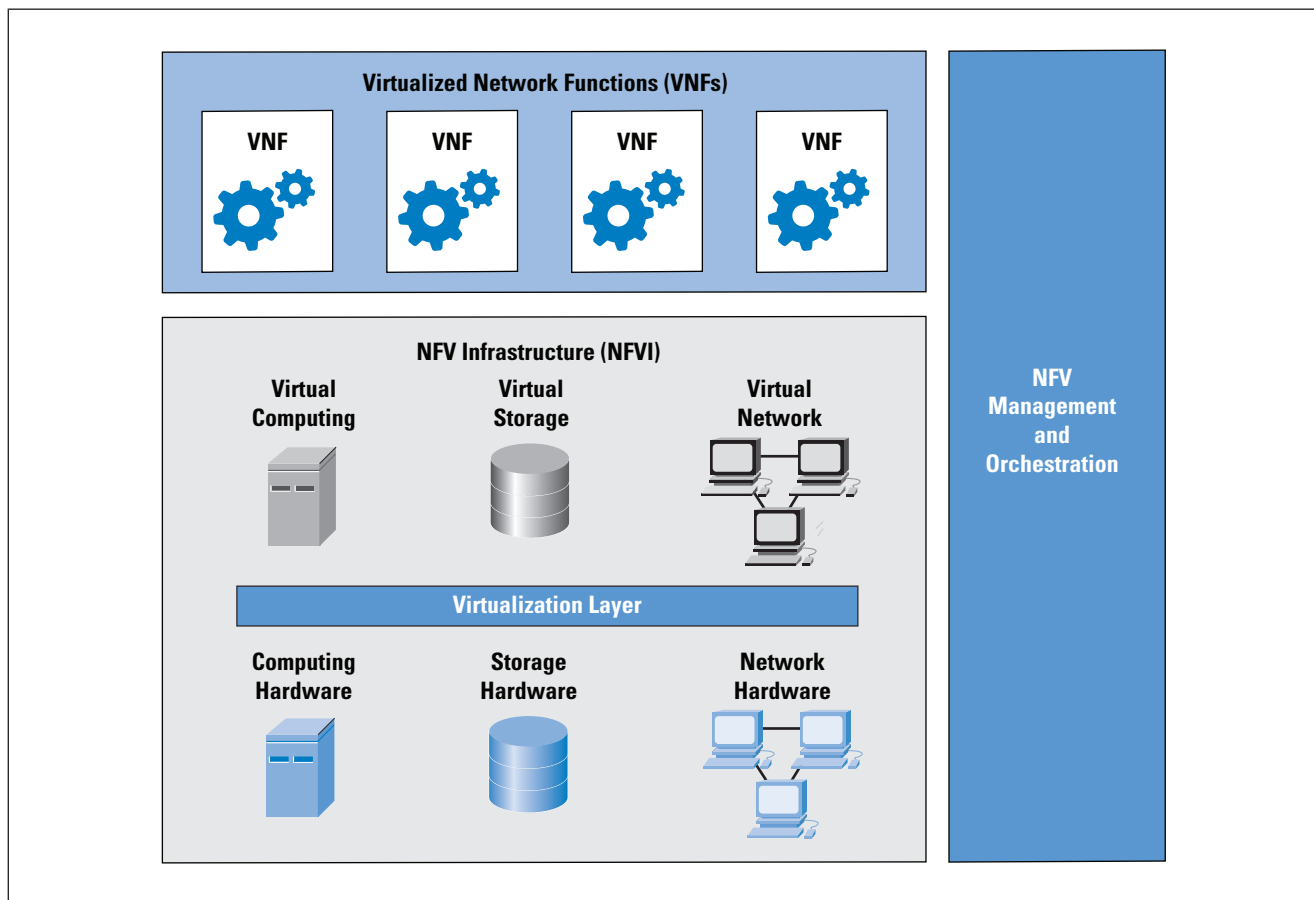 Virtualized Network Functions (VNFs)
VNF
VNF
VNF
VNF
NFV Infrastructure (NFVI)
Virtual
Computing
Virtual
Storage
Virtual
Network
Virtualization Layer
Computing
Hardware
Storage
Hardware
Network
Hardware
NFV
Management
and
Orchestration